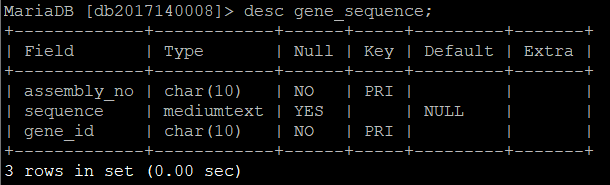 MariaDB [db2017140008]> desc gene_sequence;
+-------------+------------+------+-----+---------+-------+
| Field       | Type       | Null | Key | Default | Extra |
+-------------+------------+------+-----+---------+-------+
| assembly_no | char(10)   | NO   | PRI |         |       |
| sequence    | mediumtext | YES  |     | NULL    |       |
| gene_id     | char(10)   | NO   | PRI |         |       |
+-------------+------------+------+-----+---------+-------+
3 rows in set (0.00 sec)